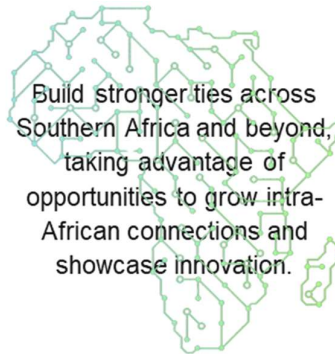 Build stronger ties across
Southern Africa and beyond,
taking advantage of
opportunities to grow intra-
African connections and
showcase innovation.